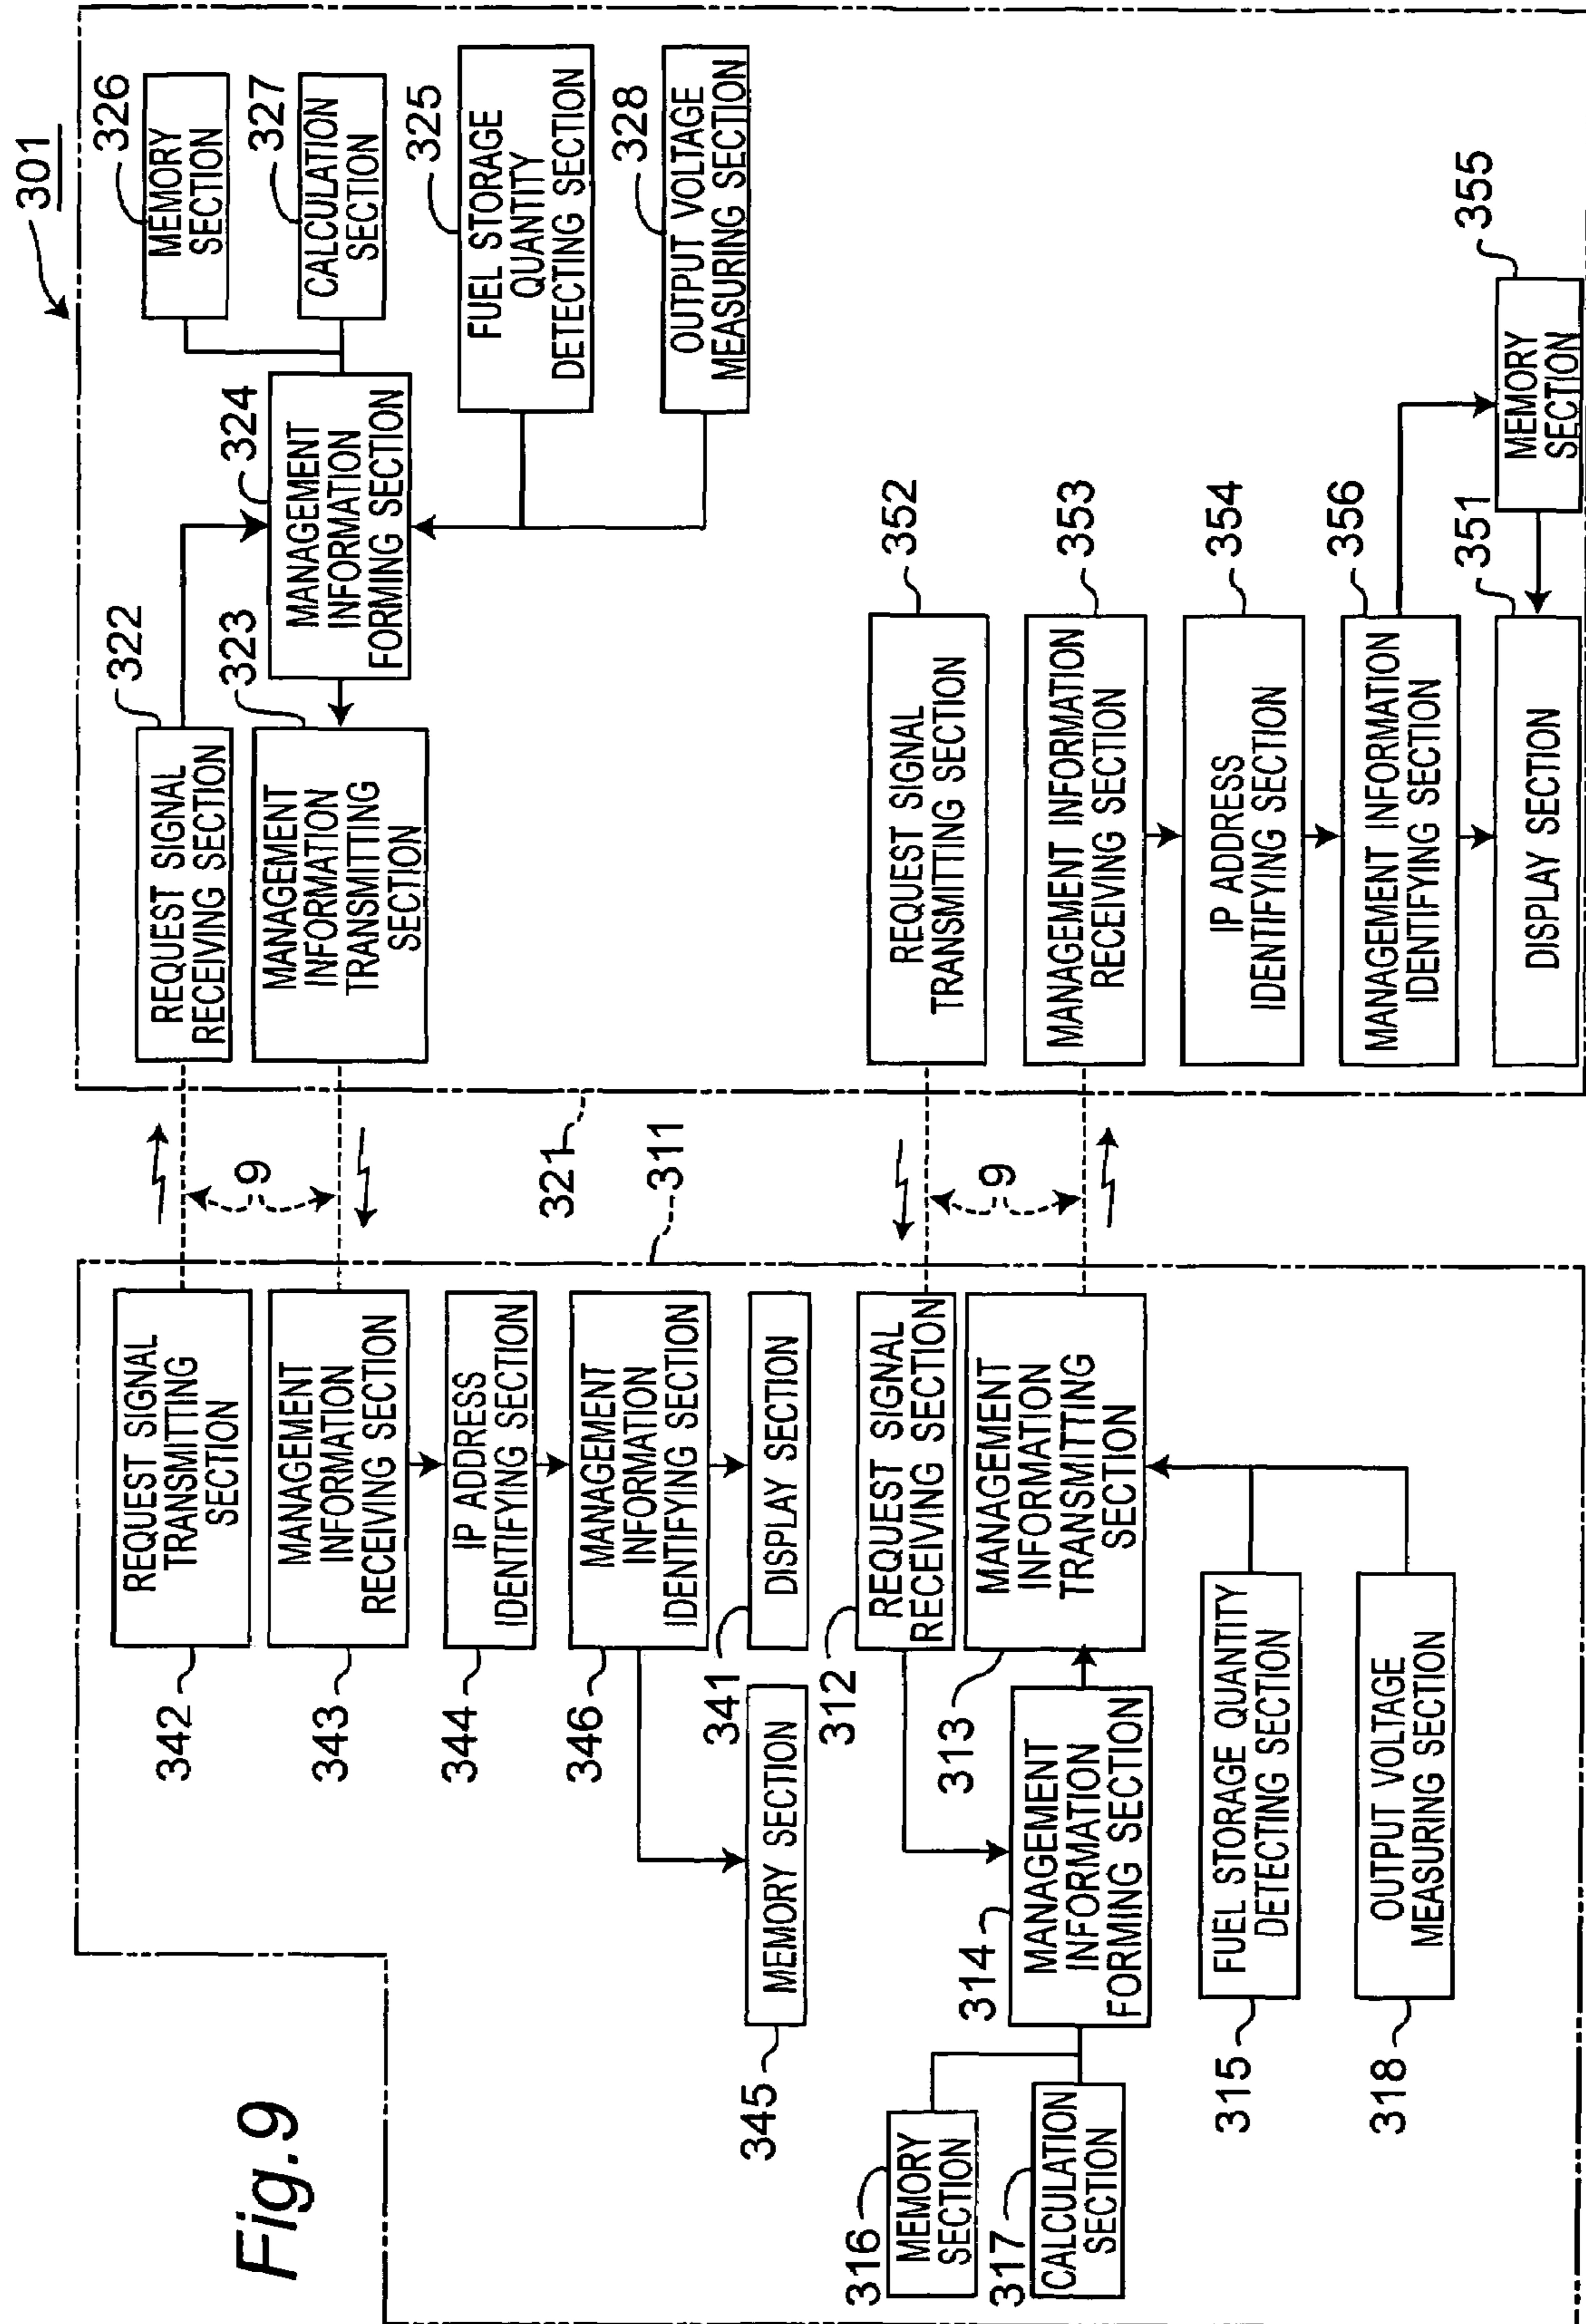 Fig.9
301
342
REQUEST SIGNAL
TRANSMITTING
SECTION
343
MANAGEMENT
INFORMATION
RECEIVING SECTION
344
IP ADDRESS
IDENTIFYING SECTION
346
MANAGEMENT
INFORMATION
IDENTIFYING SECTION
341
DISPLAY SECTION
345
MEMORY SECTION
312
REQUEST SIGNAL
RECEIVING SECTION
313
MANAGEMENT
INFORMATION
TRANSMITTING
SECTION
314
MANAGEMENT
INFORMATION
FORMING SECTION
316
MEMORY
SECTION
317
CALCULATION
SECTION
315
FUEL STORAGE QUANTITY
DETECTING SECTION
318
OUTPUT VOLTAGE
MEASURING SECTION
9
9
321
311
322
REQUEST SIGNAL
RECEIVING SECTION
323
MANAGEMENT
INFORMATION
TRANSMITTING
SECTION
324
MANAGEMENT
INFORMATION
FORMING SECTION
326
MEMORY
SECTION
327
CALCULATION
SECTION
325
FUEL STORAGE
QUANTITY
DETECTING SECTION
328
OUTPUT VOLTAGE
MEASURING SECTION
352
REQUEST SIGNAL
TRANSMITTING SECTION
353
MANAGEMENT INFORMATION
RECEIVING SECTION
354
IP ADDRESS
IDENTIFYING SECTION
356
MANAGEMENT INFORMATION
IDENTIFYING SECTION
351
DISPLAY SECTION
355
MEMORY
SECTION